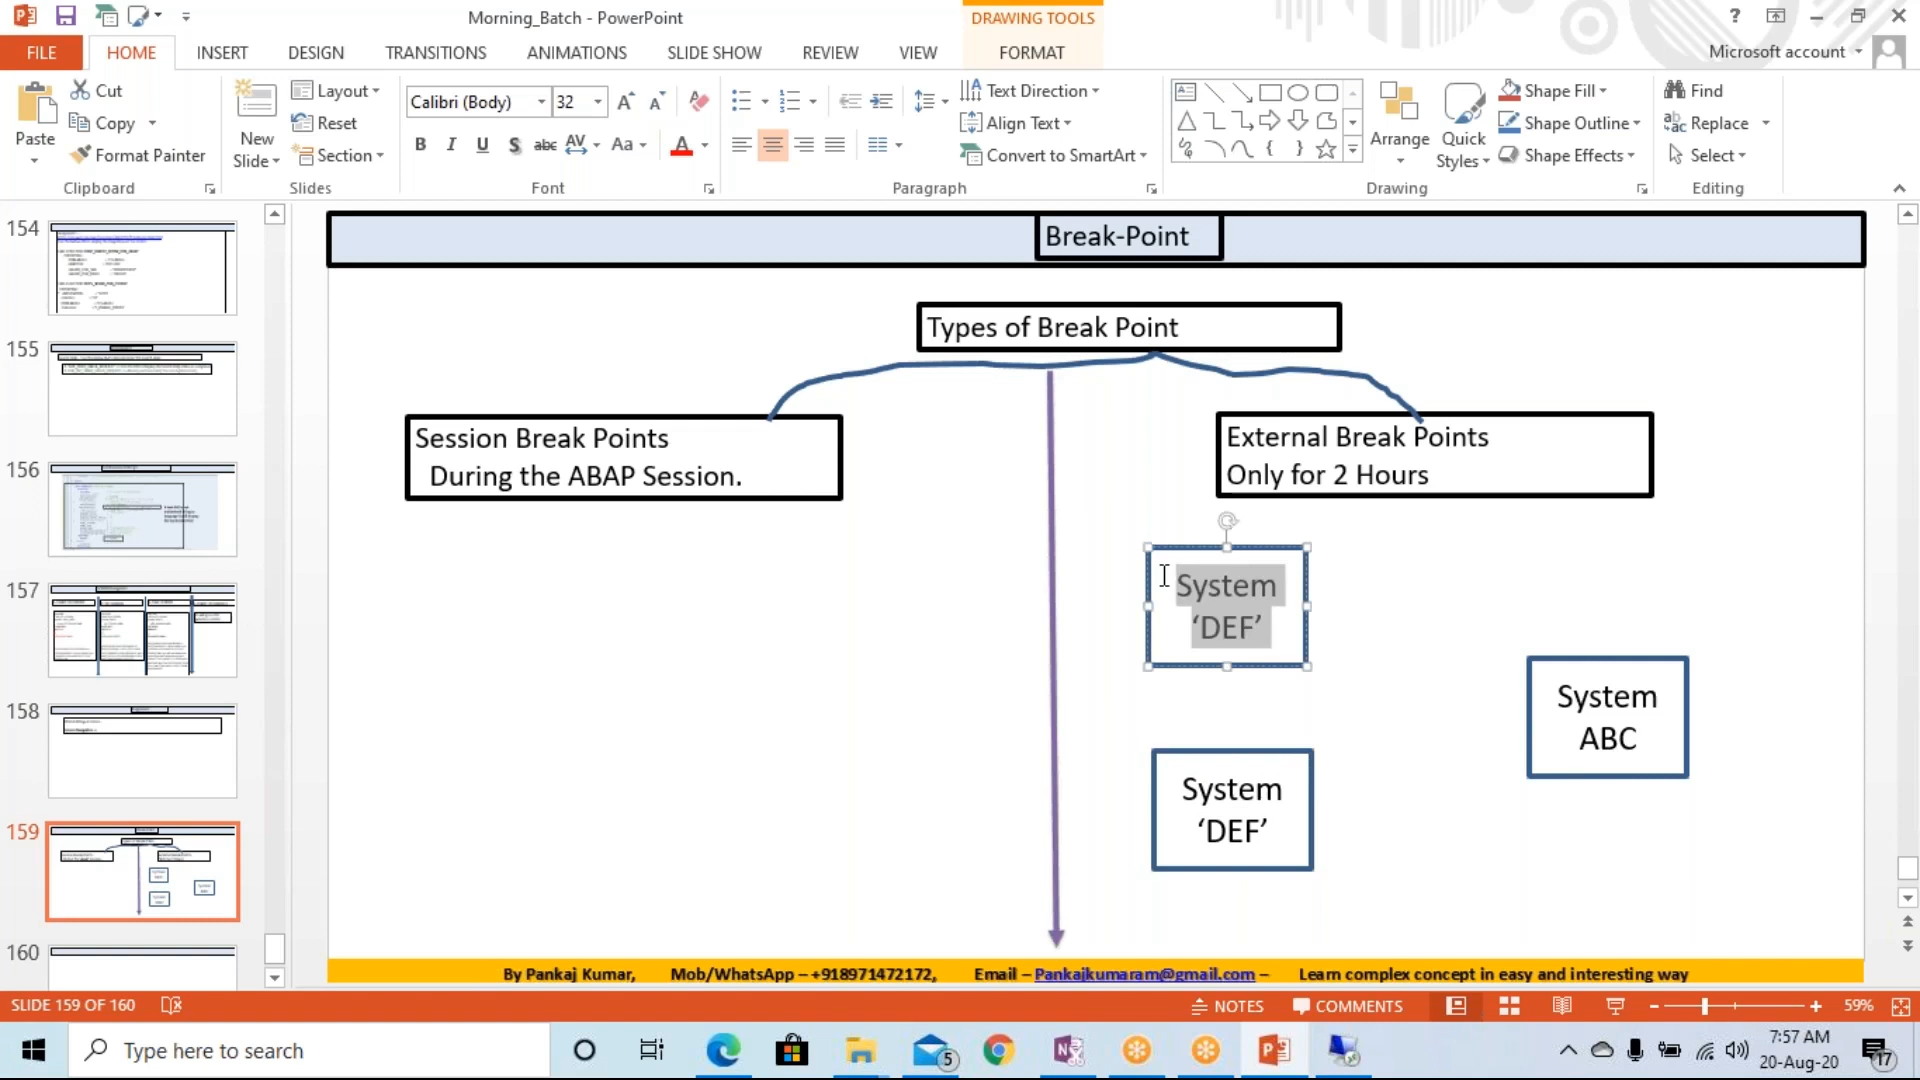 Morning_Batch - PowerPoint
DRAWING TOOLS
?
FILE
HOME
INSERT
DESIGN
TRANSITIONS
ANIMATIONS
SLIDE SHOW
REVIEW
VIEW
FORMAT
Microsoft account
Paste
Cut
Copy
Format Painter
Clipboard
New
Slide
Layout
Reset
Section
Slides
Calibri (Body)
32
Font
Paragraph
Text Direction
Align Text
Convert to SmartArt
Arrange
Quick
Styles
Shape Fill
Shape Outline
Shape Effects
Drawing
Find
Replace
Select
Editing
154
155
156
157
158
159
160
Break-Point
Types of Break Point
Session Break Points
During the ABAP Session.
External Break Points
Only for 2 Hours
System
‘DEF’
System
ABC
System
‘DEF’
By Pankaj Kumar, Mob/WhatsApp – +918971472172, Email – Pankajkumaram@gmail.com – Learn complex concept in easy and interesting way
SLIDE 159 OF 160
NOTES
COMMENTS
59%
Type here to search
5
7:57 AM
20-Aug-20
17